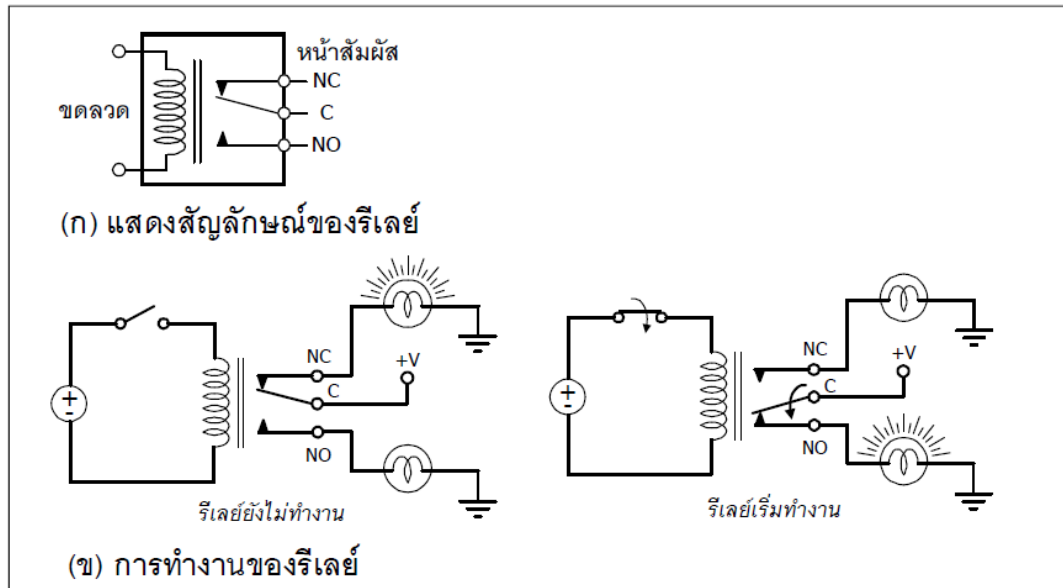 หน้าสัมผัส
NC
ขดลวด
C
NO
(ก) แสดงสัญลักษณ์ของรีเลย์
NC
+V
C
NO
+
-
รีเลย์ยังไม่ทำงาน
NC
+V
C
NO
+
-
รีเลย์เริ่มทำงาน
(ข) การทำงานของรีเลย์